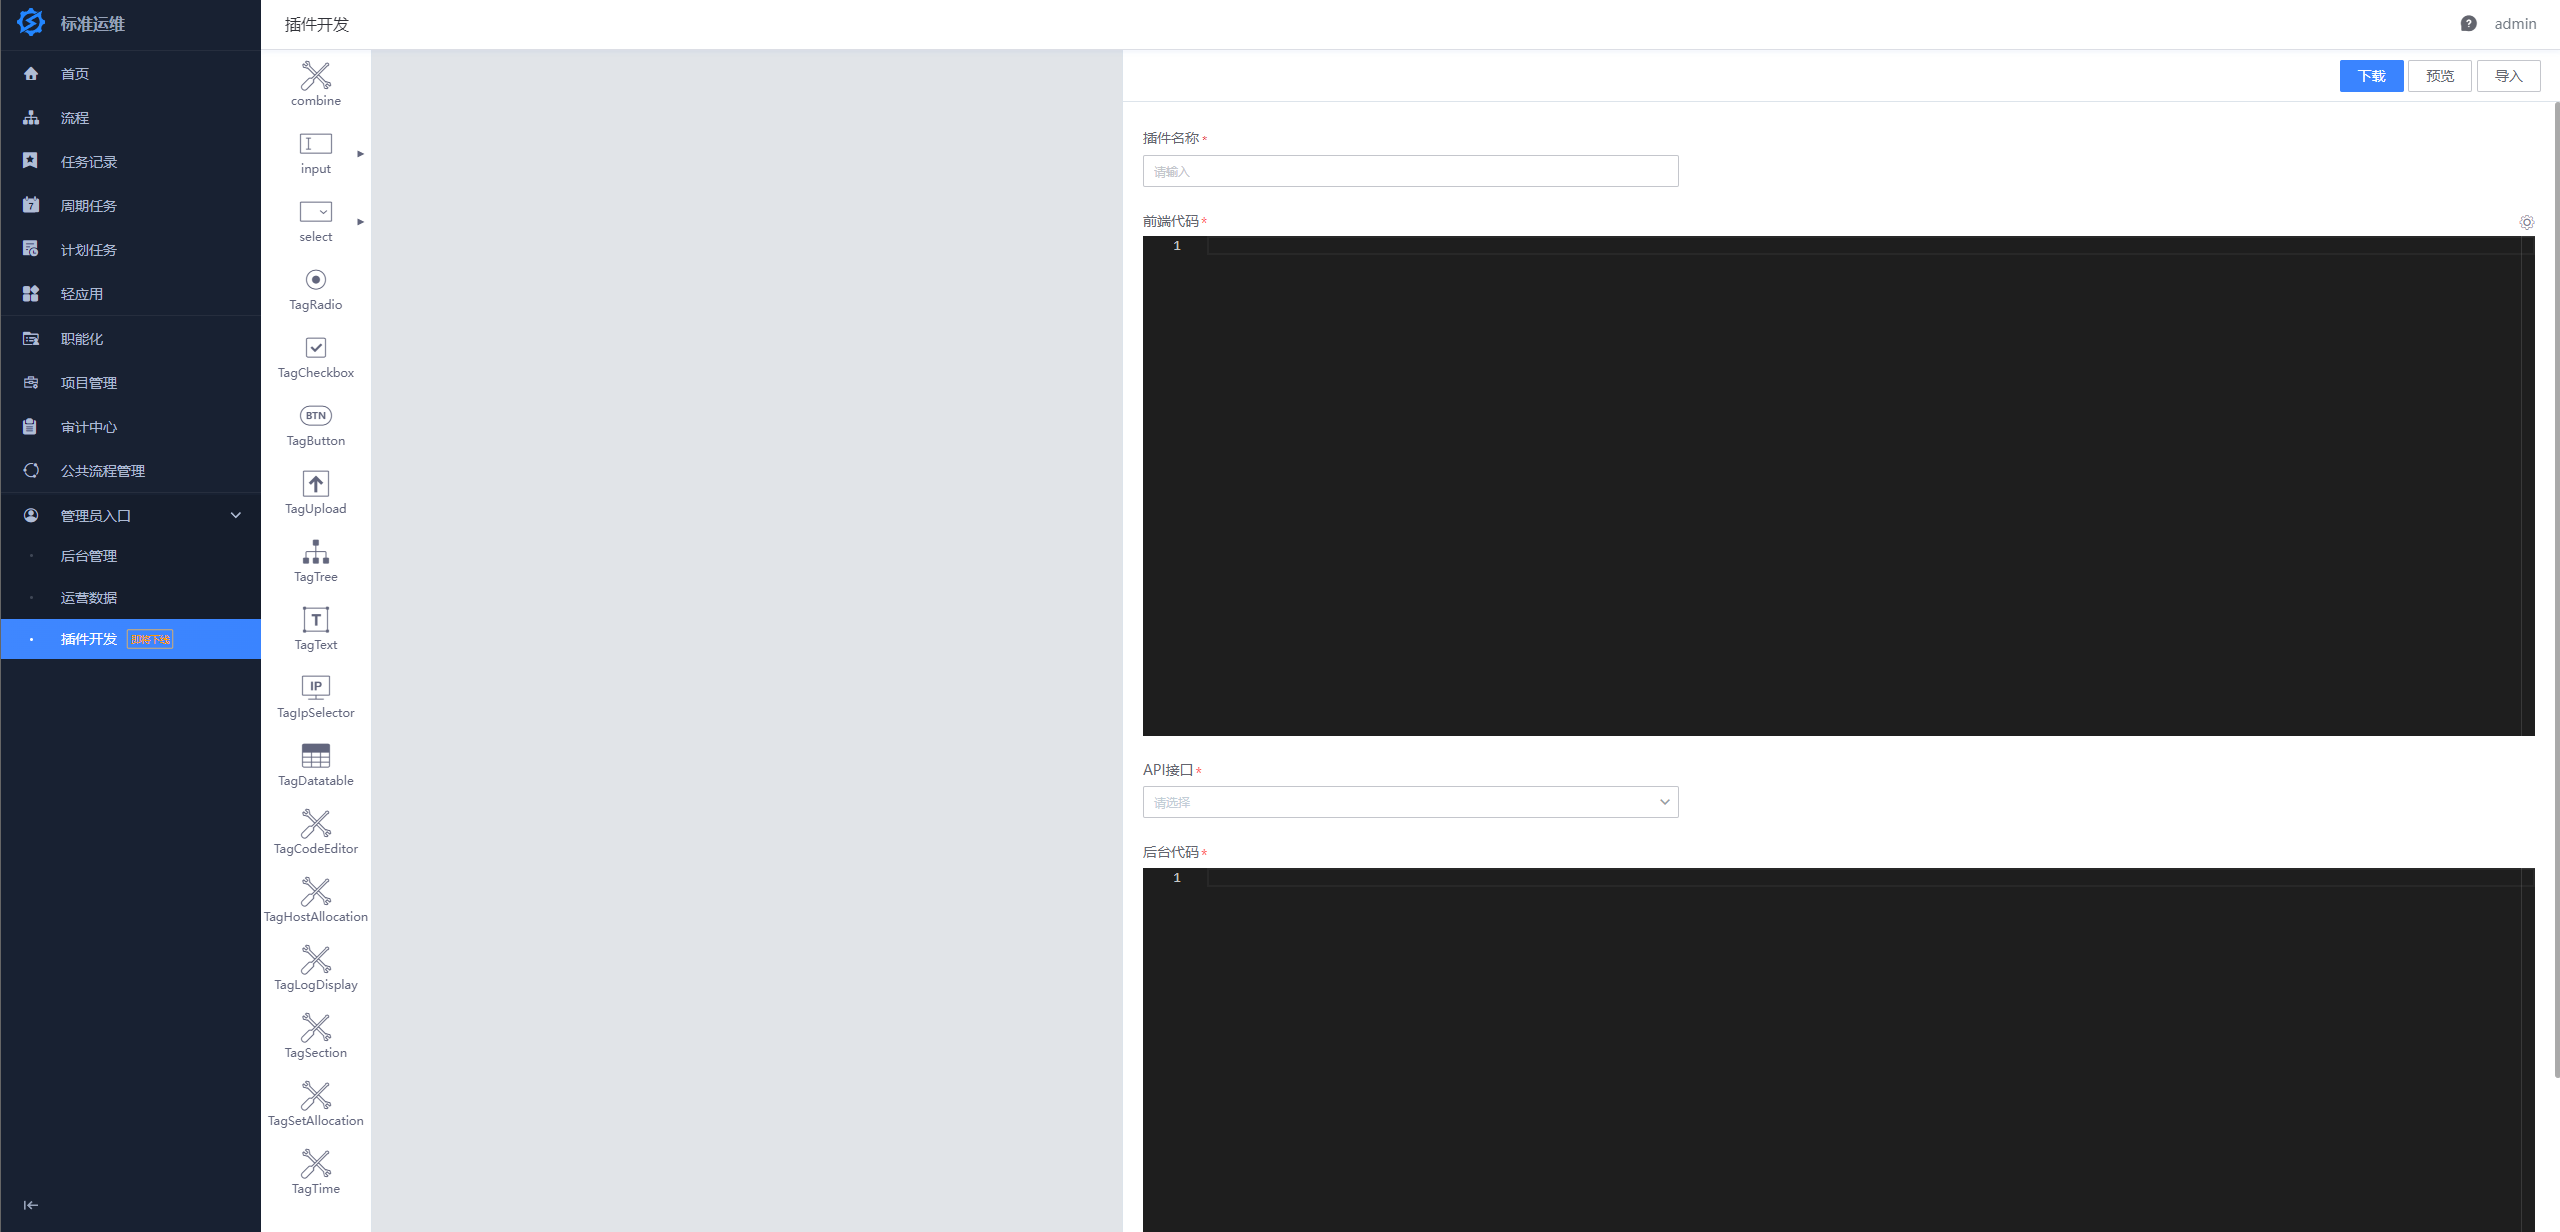 标准运维
首页
流程
任务记录
7
周期任务
计划任务
轻应用
职能化
项目管理
审计中心
公共流程管理
管理员入口
后台管理
运营数据
插件开发 即将下线
插件开发
? admin
combine
input
select
TagRadio
TagCheckbox
BTN
TagButton
TagUpload
TagTree
T
TagText
IP
TagIpSelector
TagDatatable
TagCodeEditor
TagHostAllocation
TagLogDisplay
TagSection
TagSetAllocation
TagTime
下载 预览 导入
插件名称*
请输入
前端代码*
1
API接口*
请选择
后台代码*
1